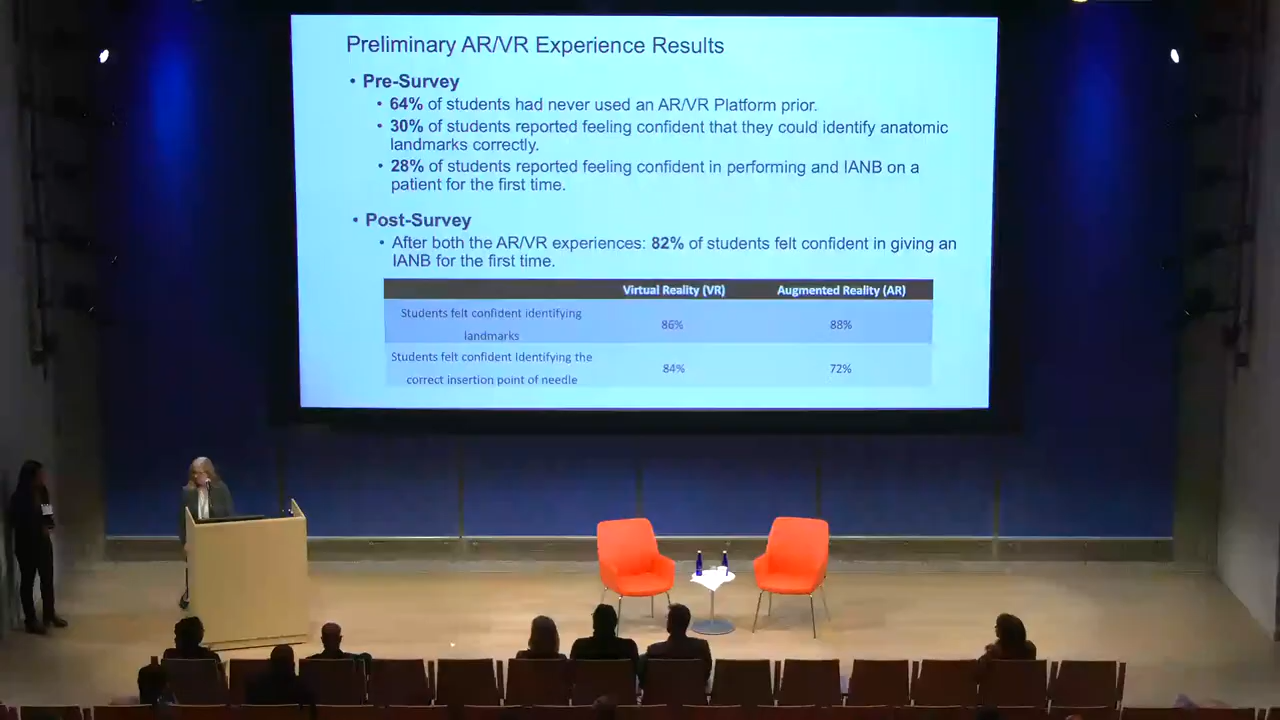 Preliminary AR/VR Experience Results
• Pre-Survey
• 64% of students had never used an AR/VR Platform prior.
• 30% of students reported feeling confident that they could identify anatomic
landmarks correctly.
• 28% of students reported feeling confident in performing and IANB on a
patient for the first time.
• Post-Survey
• After both the AR/VR experiences: 82% of students felt confident in giving an
IANB for the first time.
Virtual Reality (VR) Augmented Reality (AR)
Students felt confident identifying
landmarks 86% 88%
Students felt confident Identifying the
correct insertion point of needle 84% 72%